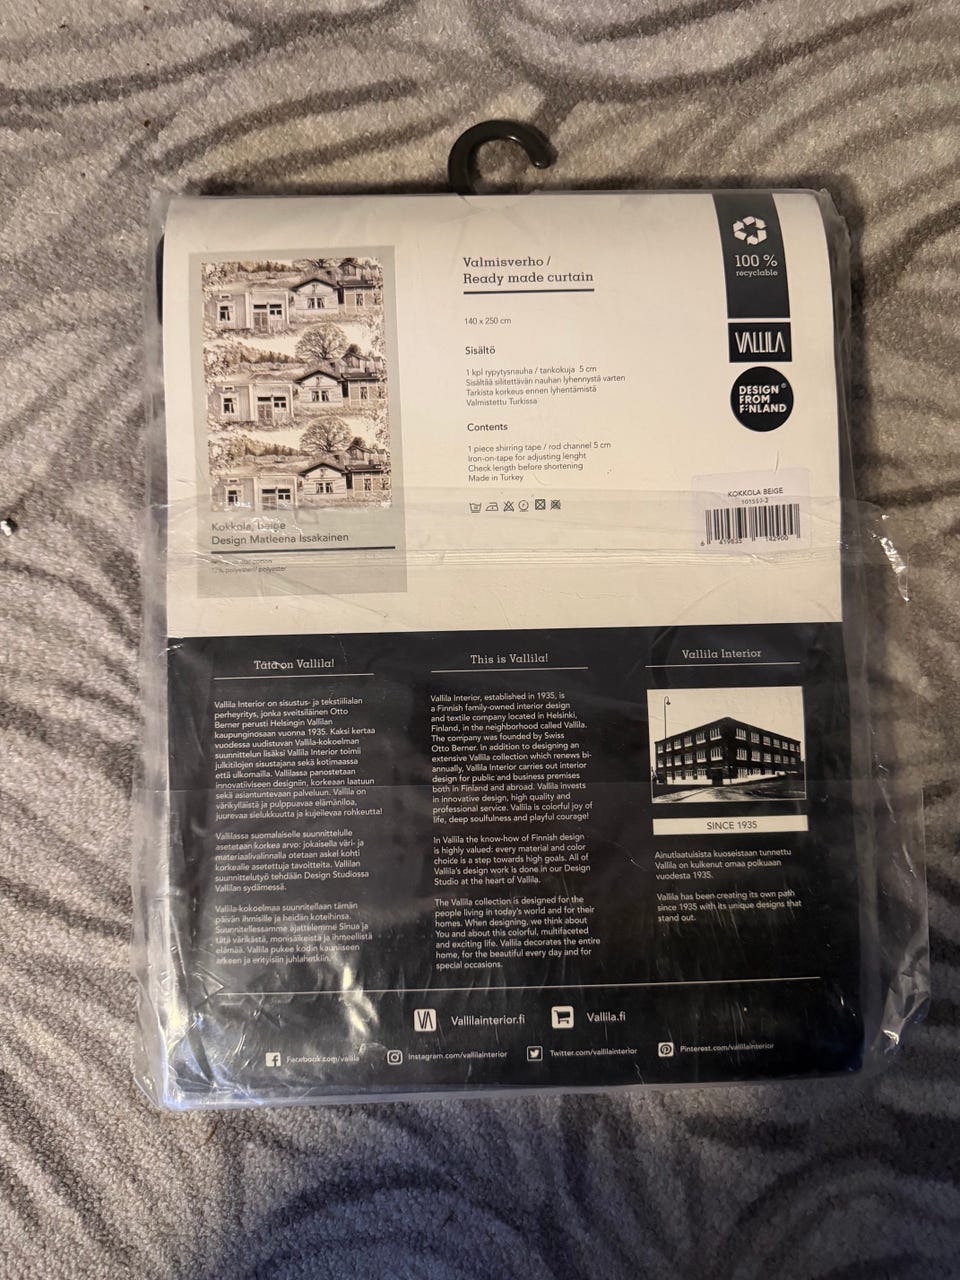 Valmisverho /
Ready made curtain
140 x 250 cm
Sisältö
1 kpl rypytysnauha / tankokuja 5 cm
Sisältää silitettävän nauhan lyhennystä varten
Tarkista korkeus ennen lyhentämistä
Valmistettu Turkissa
Contents
1 piece shirring tape / rod channel 5 cm
Iron-on-tape for adjusting lenght
Check length before shortening
Made in Turkey
100 %
recyclable
VALLILA
DESIGN
FROM
FINLAND
KOKKOLA BEIGE
Kokkola, beige
Design Matleena Issakainen
polyesteri/ polyester
Tätä on Vallila!
Vallila Interior on sisustus- ja tekstiilialan
perheyritys, jonka sveitsiläinen Otto
Berner perusti Helsingin Vallilan
kaupunginosaan vuonna 1935. Kaksi kertaa
vuodessa uudistuvan Vallila-kokoelman
suunnittelun lisäksi Vallila Interior toimii
julkitilojen sisustajana sekä kotimaassa
että ulkomailla. Vallilassa panostetaan
innovatiiviseen designiin, korkeaan laatuun
sekä asiantuntevaan palveluun. Vallila on
värikylläistä ja pulppuavaa elämäniloa,
juurevaa sielukkuutta ja kujeilevaa rohkeutta!
Vallilassa suomalaiselle suunnittelulle
asetetaan korkea arvo: jokaisella väri- ja
materiaalivalinnalla otetaan askel kohti
korkealle asetettuja tavoitteita. Vallilan
suunnittelutyö tehdään Design Studiossa
Vallilan sydämessä.
Vallila-kokoelmaa suunnitellaan tämän
päivän ihmisille ja heidän koteihinsa.
Suunnitellessamme ajattelemme Sinua ja
tätä värikästä, monisäikeistä ja ihmeellistä
elämää. Vallila pukee kodin kauniiseen
arkeen ja erityisiin juhlahetkiin.
This is Vallila!
Vallila Interior, established in 1935, is
a Finnish family-owned interior design
and textile company located in Helsinki,
Finland, in the neighborhood called Vallila.
The company was founded by Swiss
Otto Berner. In addition to designing an
extensive Vallila collection which renews bi-
annually, Vallila Interior carries out interior
design for public and business premises
both in Finland and abroad. Vallila invests
in innovative design, high quality and
professional service. Vallila is colorful joy of
life, deep soulfulness and playful courage!
In Vallila the know-how of Finnish design
is highly valued: every material and color
choice is a step towards high goals. All of
Vallila's design work is done in our Design
Studio at the heart of Vallila.
The Vallila collection is designed for the
people living in today's world and for their
homes. When designing, we think about
You and about this colorful, multifaceted
and exciting life. Vallila decorates the entire
home, for the beautiful every day and for
special occasions.
Vallila Interior
SINCE 1935
Ainutlaatuisista kuoseistaan tunnettu
Vallila on kulkenut omaa polkuaan
vuodesta 1935.
Vallila has been creating its own path
since 1935 with its unique designs that
stand out.
VA Vallilainterior.fi Vallila.fi
Facebook.com/vallila Instagram.com/vallilainterior Twitter.com/vallilainterior Pinterest.com/vallilainterior